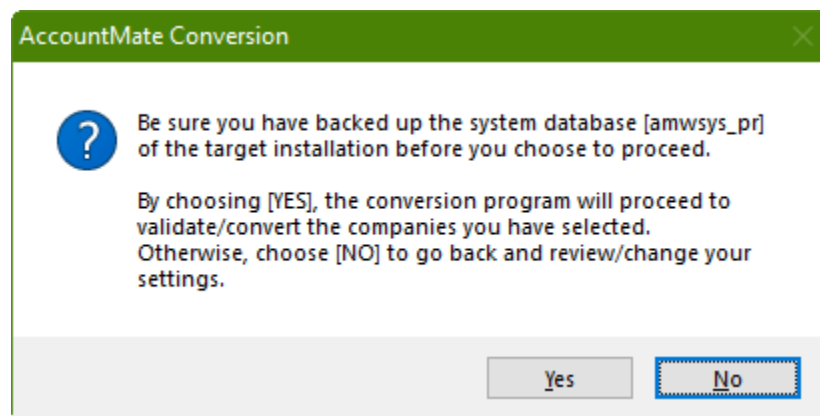 AccountMate Conversion
?
Be sure you have backed up the system database [amwsys_pr]
of the target installation before you choose to proceed.
By choosing [YES], the conversion program will proceed to
validate/convert the companies you have selected.
Otherwise, choose [NO] to go back and review/change your
settings.
Yes
No